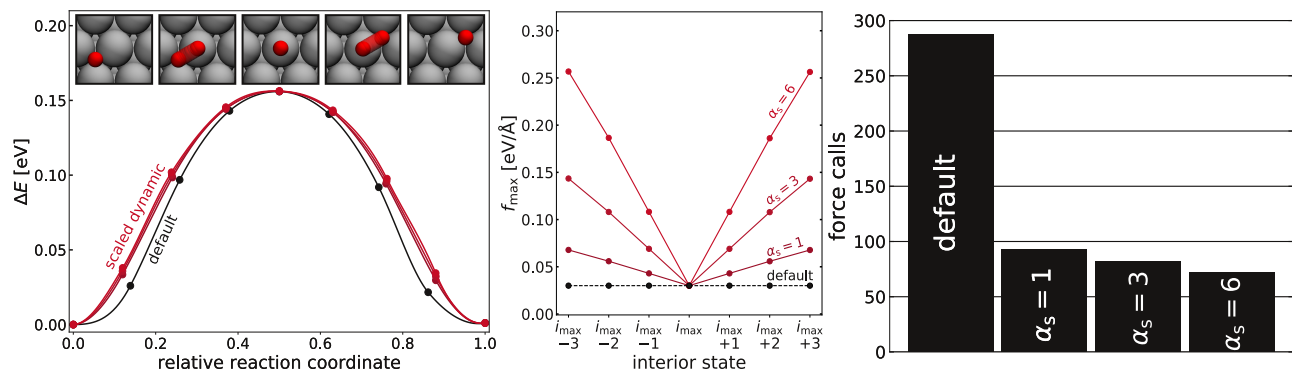 ΔE [eV]
0.20
0.15
0.10
0.05
0.00
scaled dynamic
default
0.0
0.2
0.4
0.6
0.8
1.0
relative reaction coordinate
f_max [eV/Å]
0.30
0.25
0.20
0.15
0.10
0.05
0.00
α_s = 6
α_s = 3
α_s = 1
default
i_max −3
i_max −2
i_max −1
i_max
i_max +1
i_max +2
i_max +3
interior state
force calls
300
250
200
150
100
50
0
default
α_s = 1
α_s = 3
α_s = 6